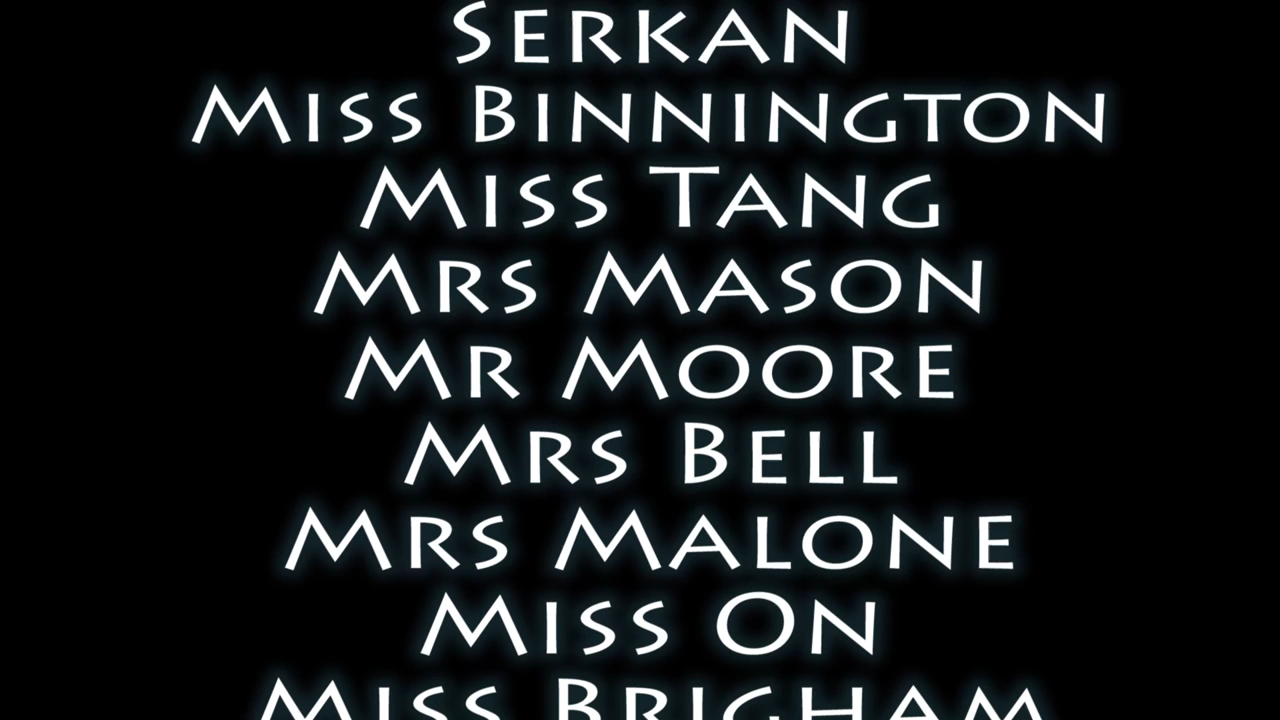 Serkan
Miss Binnington
Miss Tang
Mrs Mason
Mr Moore
Mrs Bell
Mrs Malone
Miss On
Miss Brigham